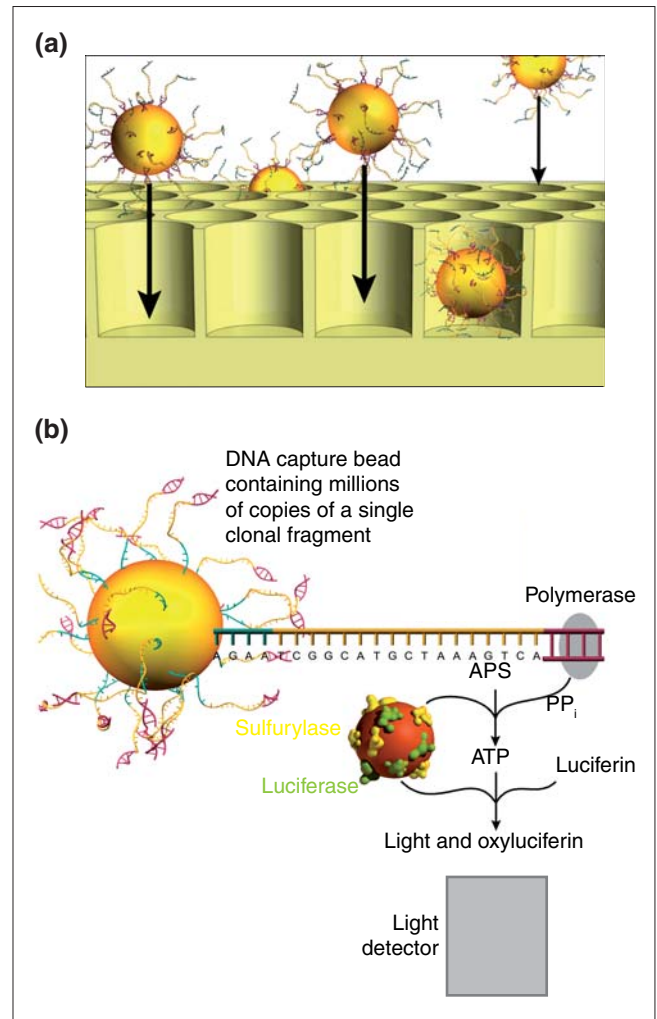 (a)
(b)
DNA capture bead
containing millions
of copies of a single
clonal fragment
Polymerase
A G A A T C G G C A T G C T A A A G T C A
APS
PPi
Sulfurylase
ATP
Luciferin
Luciferase
Light and oxyluciferin
Light
detector